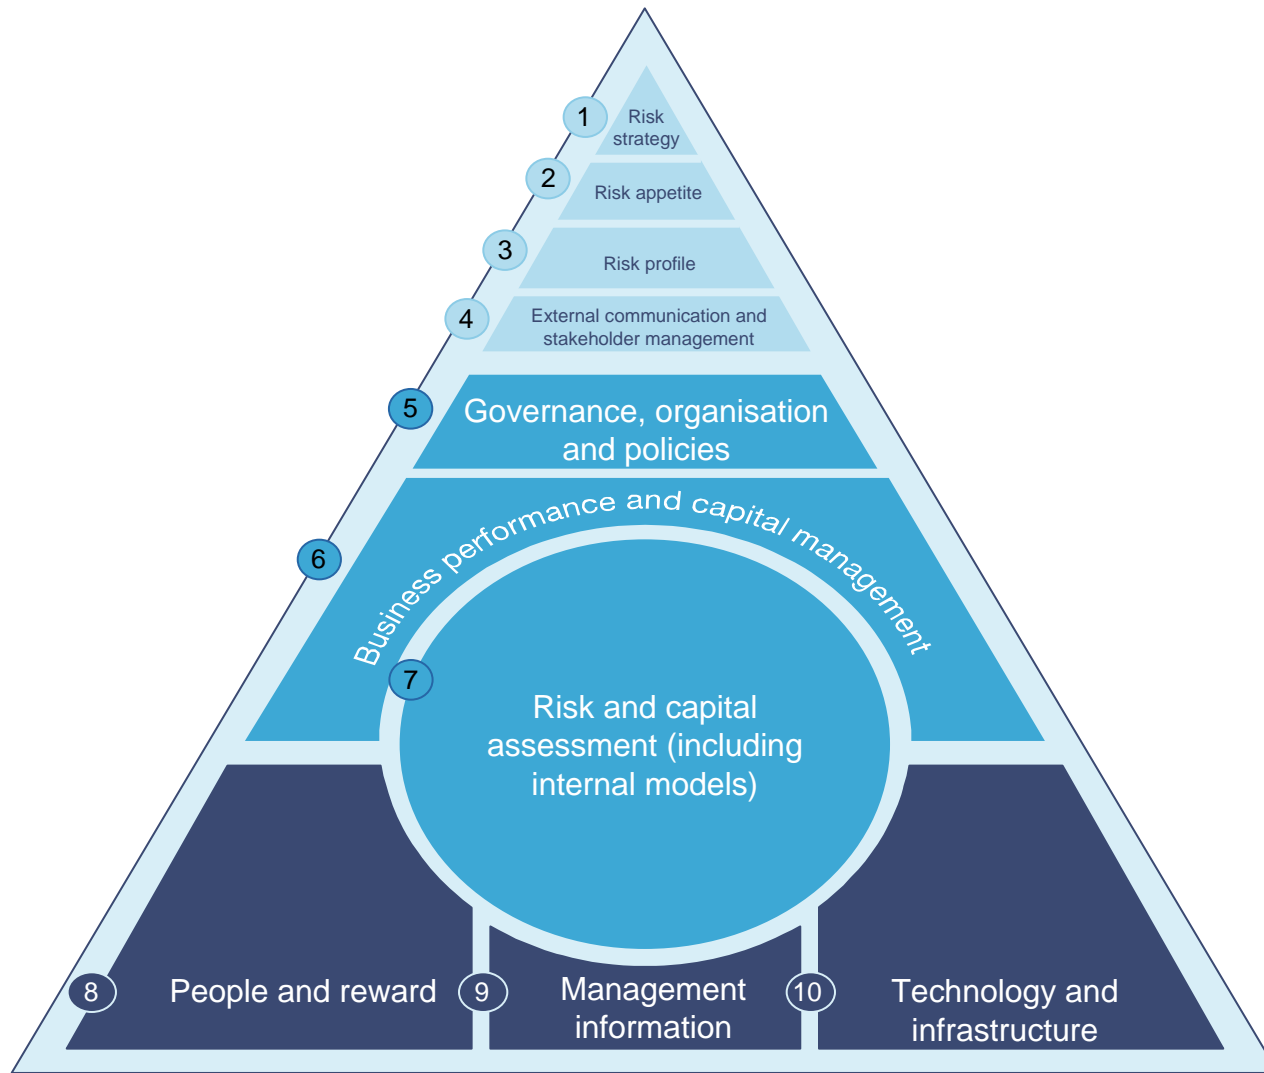 1
Risk
strategy
2
Risk appetite
3
Risk profile
4
External communication and
stakeholder management
5
Governance, organisation
and policies
6
Business performance and capital management
7
Risk and capital
assessment (including
internal models)
8
People and reward
9
Management
information
10
Technology and
infrastructure